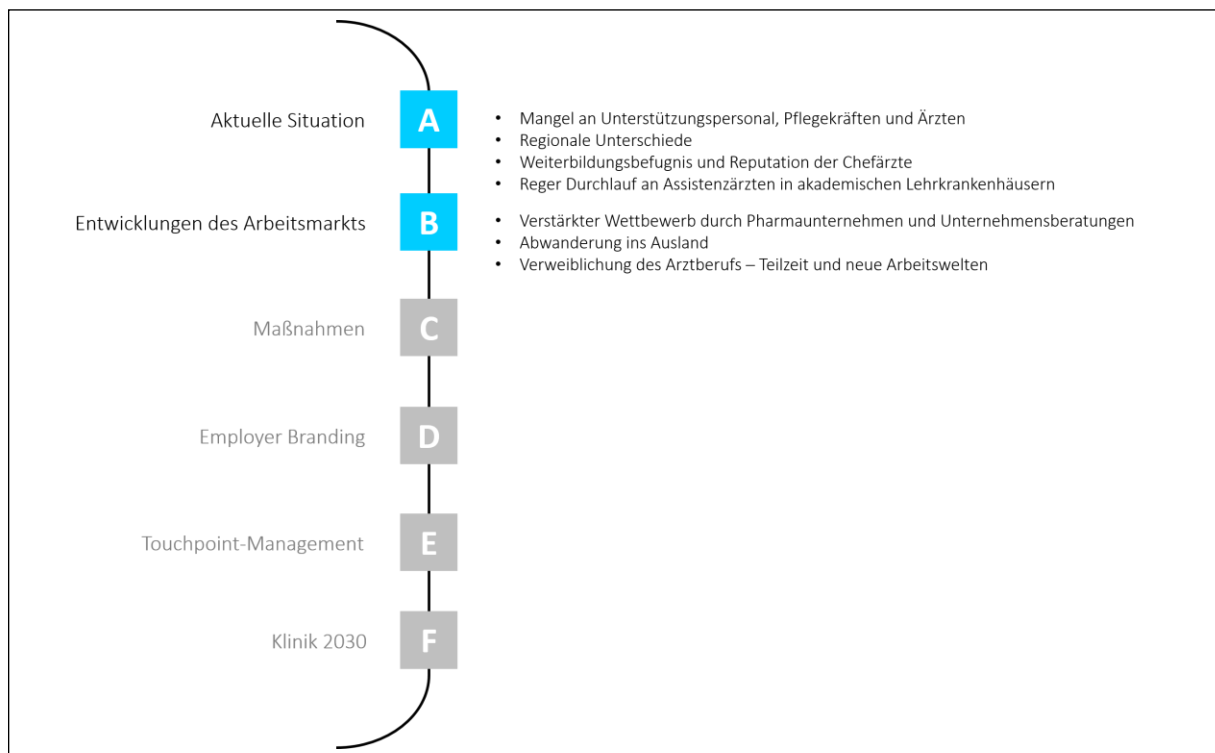 Aktuelle Situation
A
• Mangel an Unterstützungspersonal, Pflegekräften und Ärzten
• Regionale Unterschiede
• Weiterbildungsbefugnis und Reputation der Chefärzte
• Reger Durchlauf an Assistenzärzten in akademischen Lehrkrankenhäusern
Entwicklungen des Arbeitsmarkts
B
• Verstärkter Wettbewerb durch Pharmaunternehmen und Unternehmensberatungen
• Abwanderung ins Ausland
• Verweiblichung des Arztberufs – Teilzeit und neue Arbeitswelten
Maßnahmen
C
Employer Branding
D
Touchpoint-Management
E
Klinik 2030
F